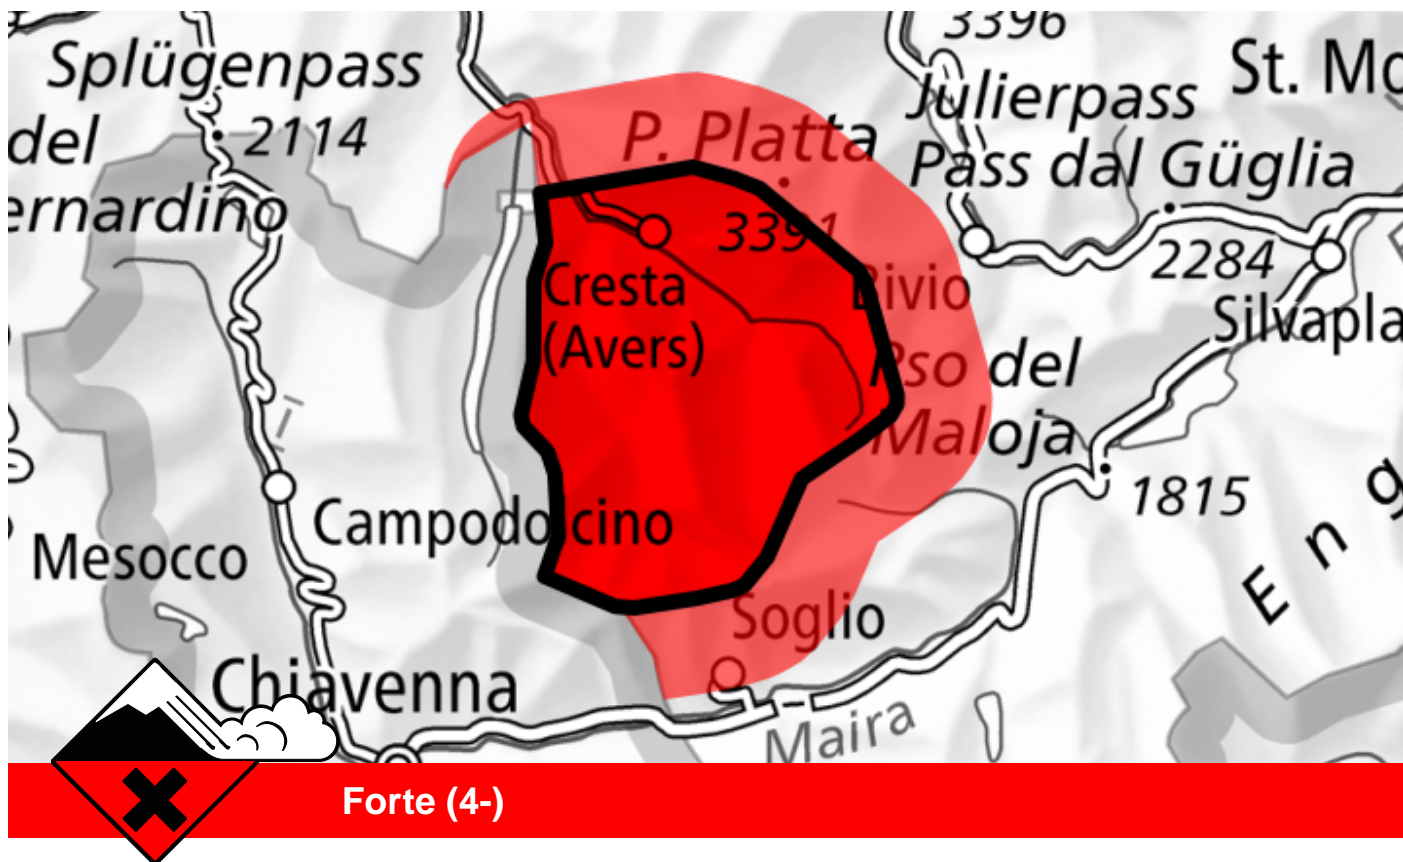 3396
Splügenpass
St. Mo
Julierpass
del
2114
P. Platta
Pass dal Güglia
ernardino
3391
2284
Cresta
Bivio
(Avers)
Silvapla
Pso del
Maloja
1815
Campodolcino
Mesocco
Eng
Soglio
Chiavenna
Maira
Forte (4-)